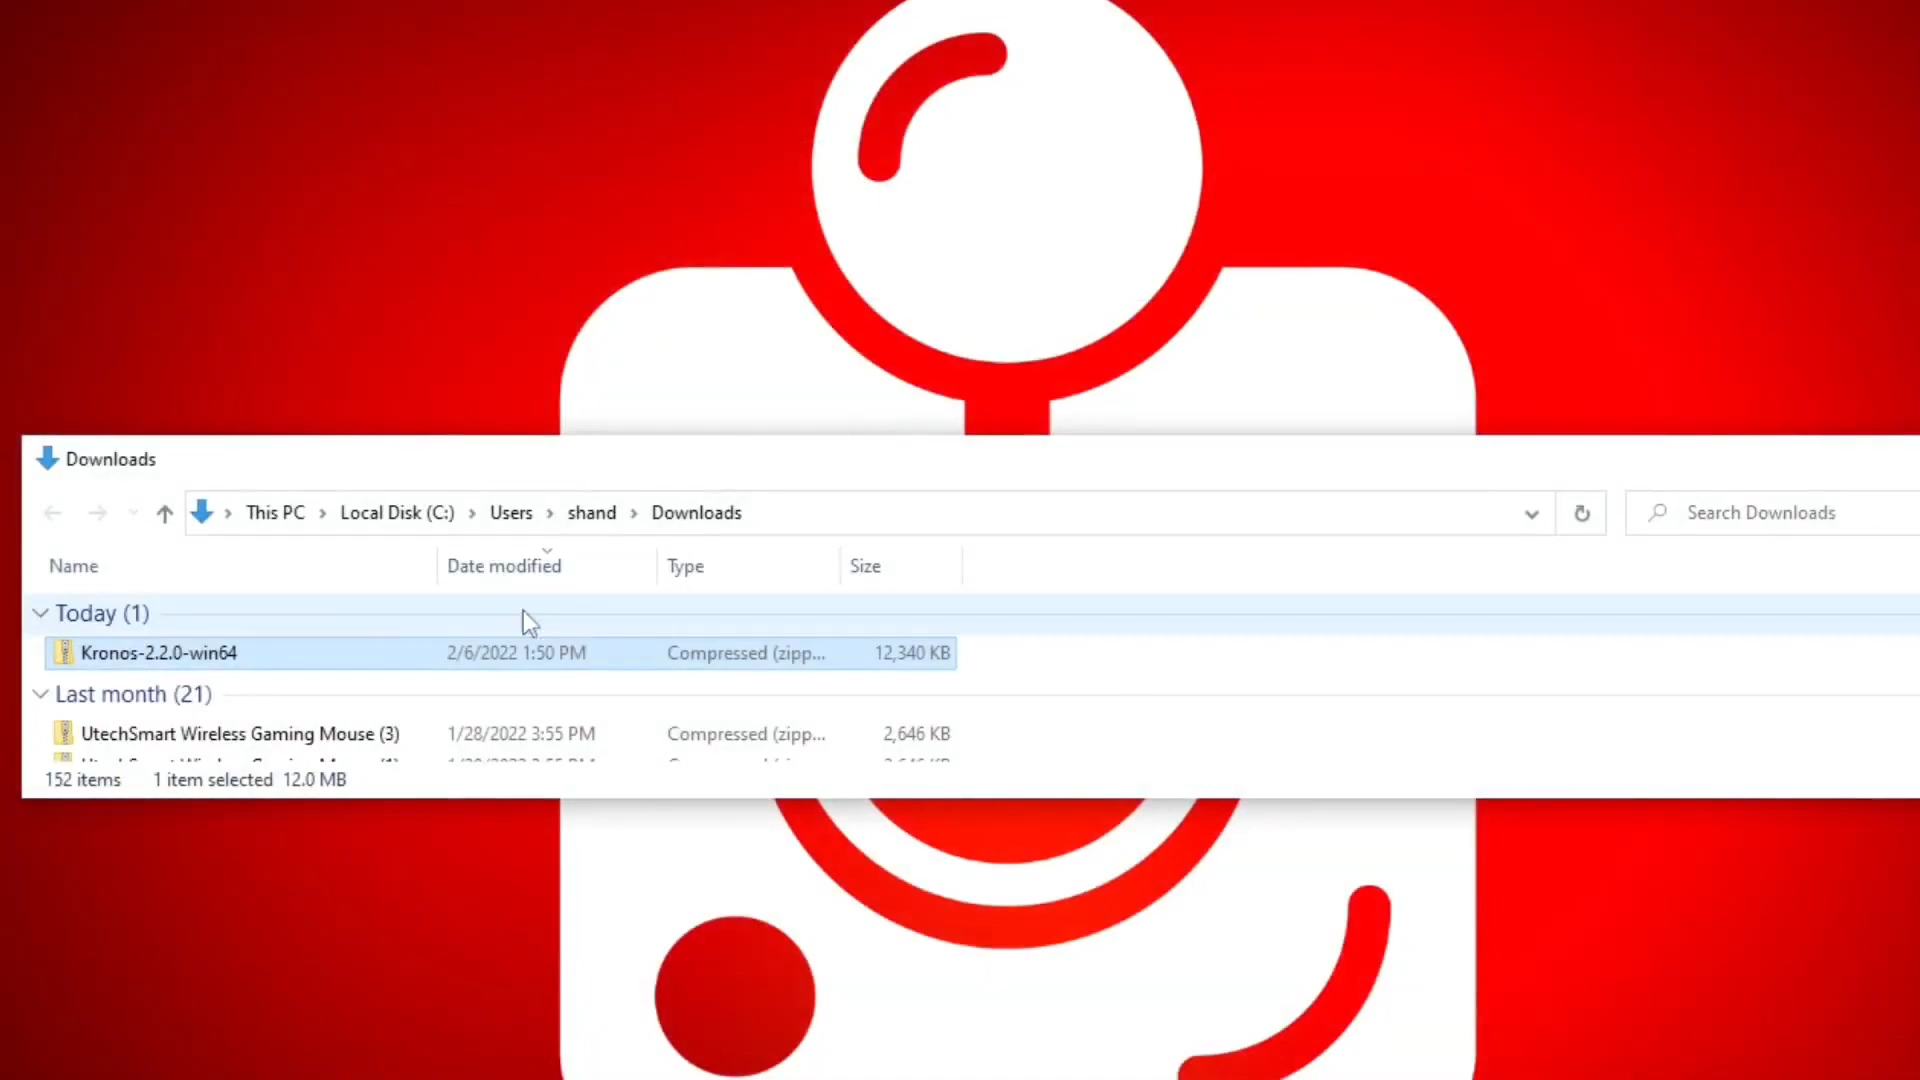 Downloads
This PC > Local Disk (C:) > Users > shand > Downloads
Search Downloads
Name Date modified Type Size
Today (1)
Kronos-2.2.0-win64 2/6/2022 1:50 PM Compressed (zipp... 12,340 KB
Last month (21)
UtechSmart Wireless Gaming Mouse (3) 1/28/2022 3:55 PM Compressed (zipp... 2,646 KB
152 items 1 item selected 12.0 MB